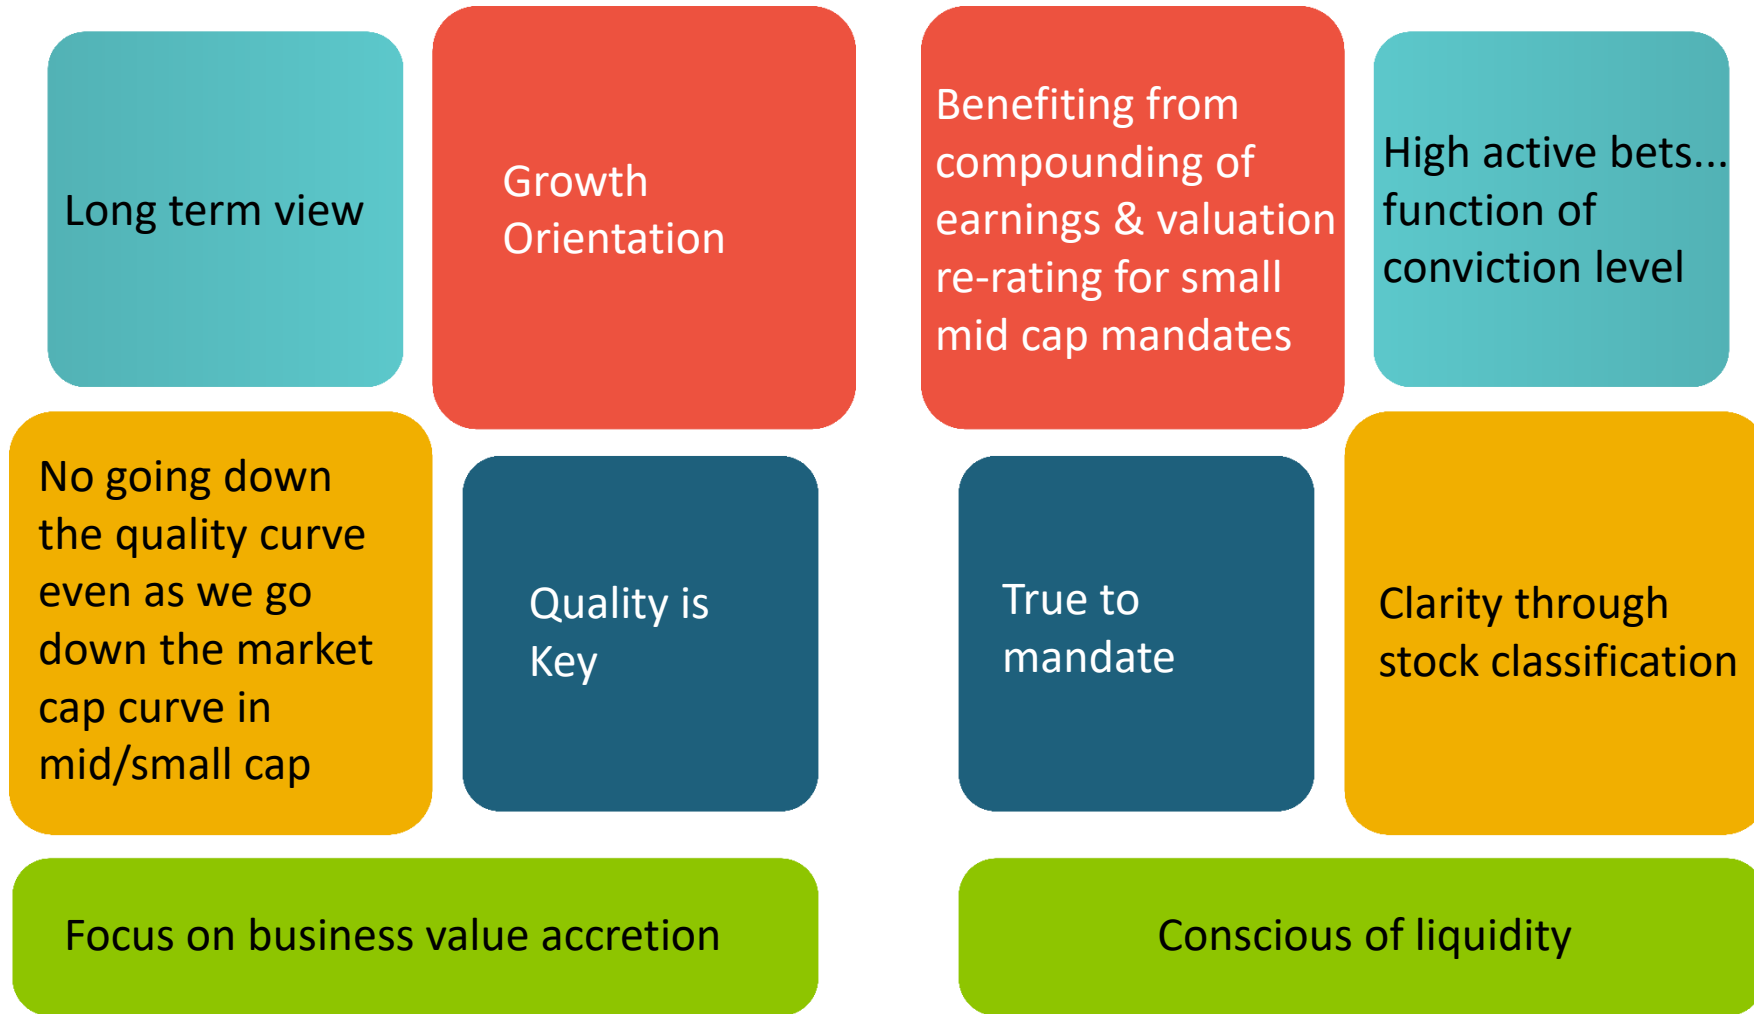 Long term view
Growth
Orientation
Benefiting from
compounding of
earnings & valuation
re-rating for small
mid cap mandates
High active bets...
function of
conviction level
No going down
the quality curve
even as we go
down the market
cap curve in
mid/small cap
Quality is
Key
True to
mandate
Clarity through
stock classification
Focus on business value accretion
Conscious of liquidity